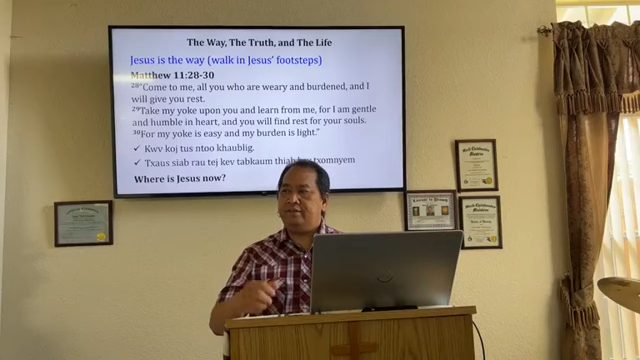 The Way, The Truth, and The Life
Jesus is the way (walk in Jesus' footsteps)
Matthew 11:28-30
28"Come to me, all you who are weary and burdened, and I
will give you rest.
29Take my yoke upon you and learn from me, for I am gentle
and humble in heart, and you will find rest for your souls.
30For my yoke is easy and my burden is light."
✓ Kwv koj tus ntoo khaublig.
✓ Txaus siab rau tej kev tabkaum
Where is Jesus now?